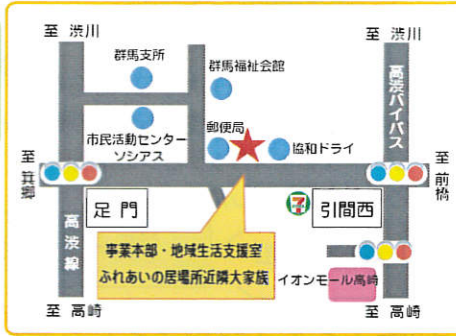 至 渋川
至 渋川
群馬支所
群馬福祉会館
高渋バイパス
市民活動センター
ソシアス
郵便局
協和ドライ
至 箕郷
至 前橋
足門
7
引間西
高渋線
事業本部・地域生活支援室
ふれあいの居場所近隣大家族
イオンモール高崎
至 高崎
至 高崎